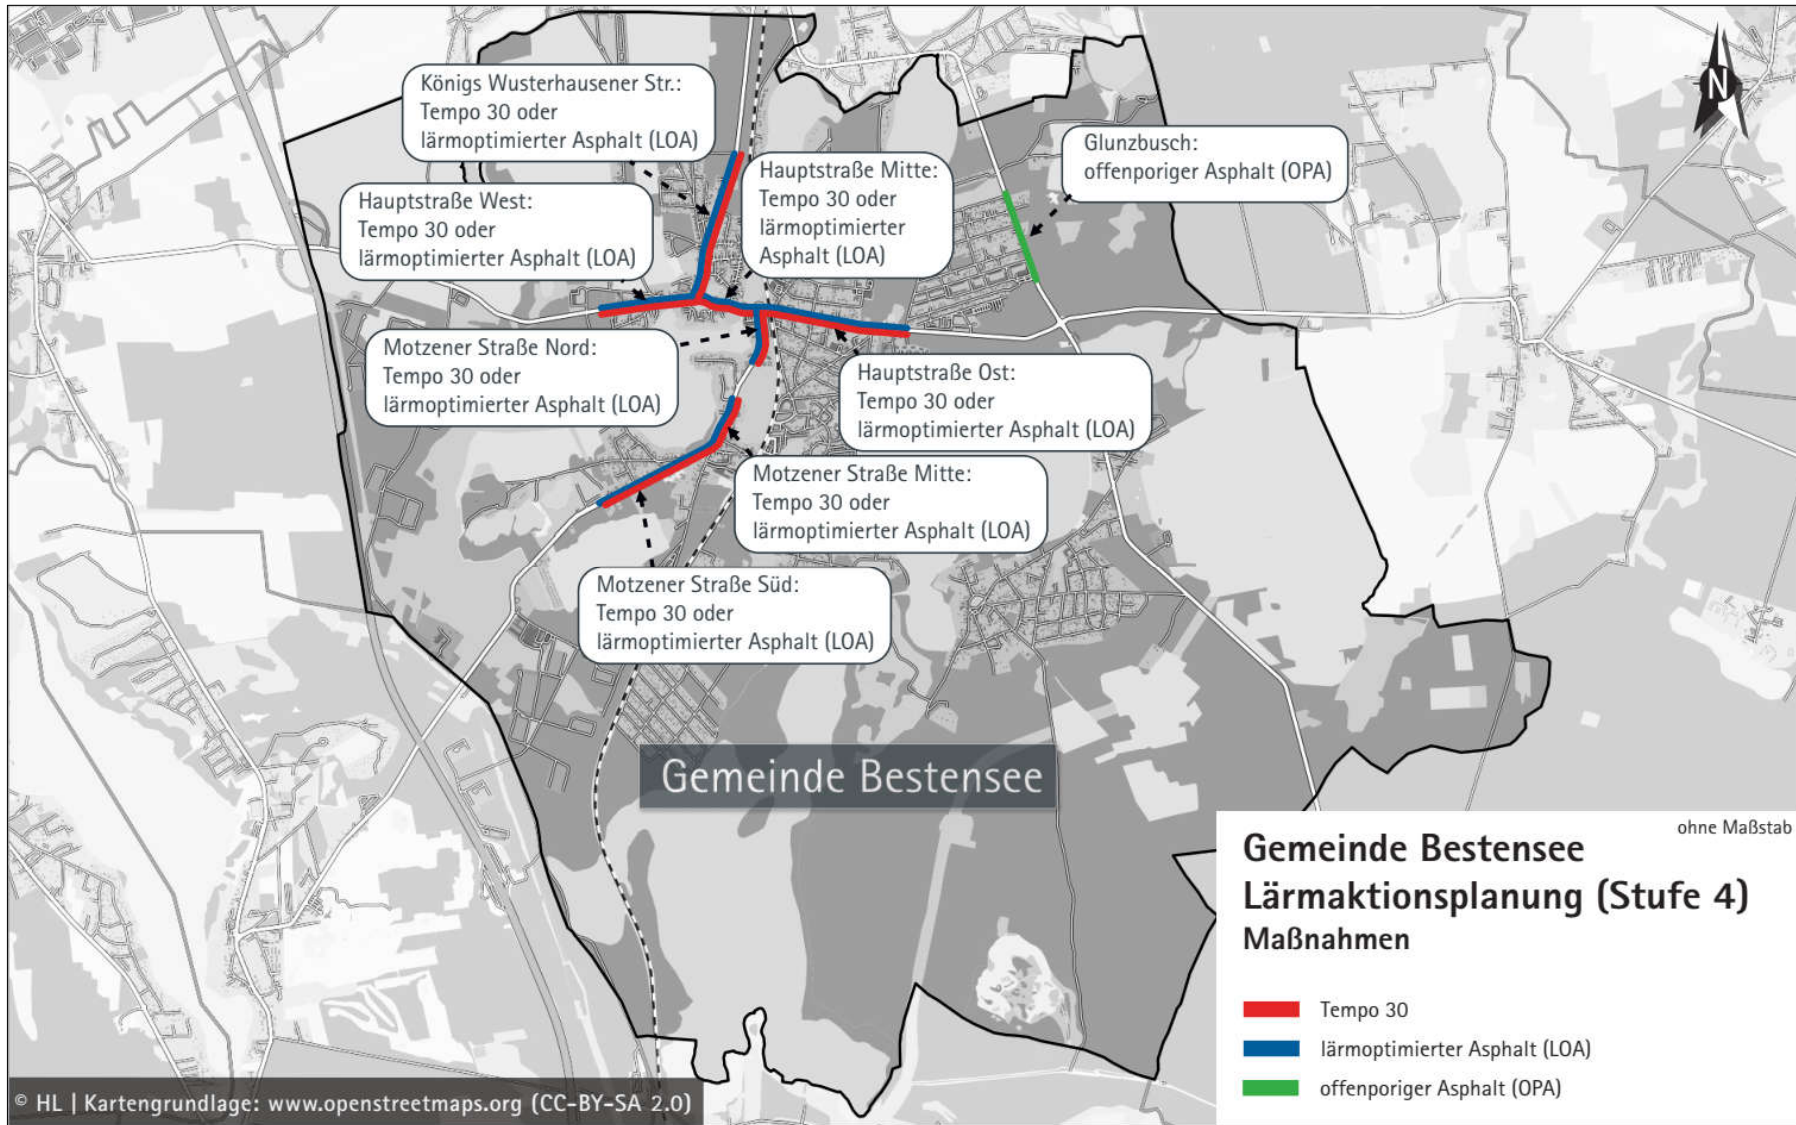 Königs Wusterhausener Str.:
Tempo 30 oder
lärmoptimierter Asphalt (LOA)
Hauptstraße West:
Tempo 30 oder
lärmoptimierter Asphalt (LOA)
Hauptstraße Mitte:
Tempo 30 oder
lärmoptimierter
Asphalt (LOA)
Glunzbusch:
offenporiger Asphalt (OPA)
N
Motzener Straße Nord:
Tempo 30 oder
lärmoptimierter Asphalt (LOA)
Hauptstraße Ost:
Tempo 30 oder
lärmoptimierter Asphalt (LOA)
Motzener Straße Mitte:
Tempo 30 oder
lärmoptimierter Asphalt (LOA)
Motzener Straße Süd:
Tempo 30 oder
lärmoptimierter Asphalt (LOA)
Gemeinde Bestensee
ohne Maßstab
Gemeinde Bestensee
Lärmaktionsplanung (Stufe 4)
Maßnahmen
Tempo 30
lärmoptimierter Asphalt (LOA)
offenporiger Asphalt (OPA)
© HL | Kartengrundlage: www.openstreetmaps.org (CC-BY-SA 2.0)